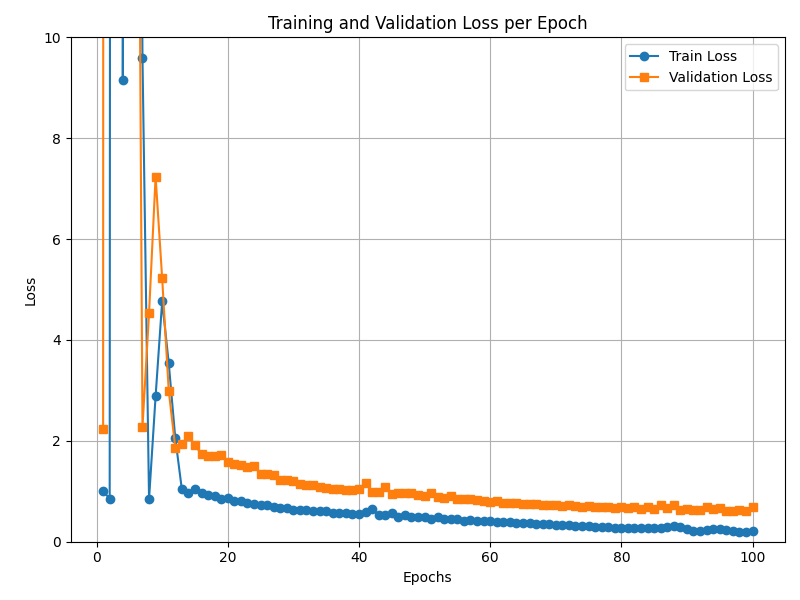 Training and Validation Loss per Epoch
Train Loss
Validation Loss
10
8
6
4
2
0
Loss
0 20 40 60 80 100
Epochs